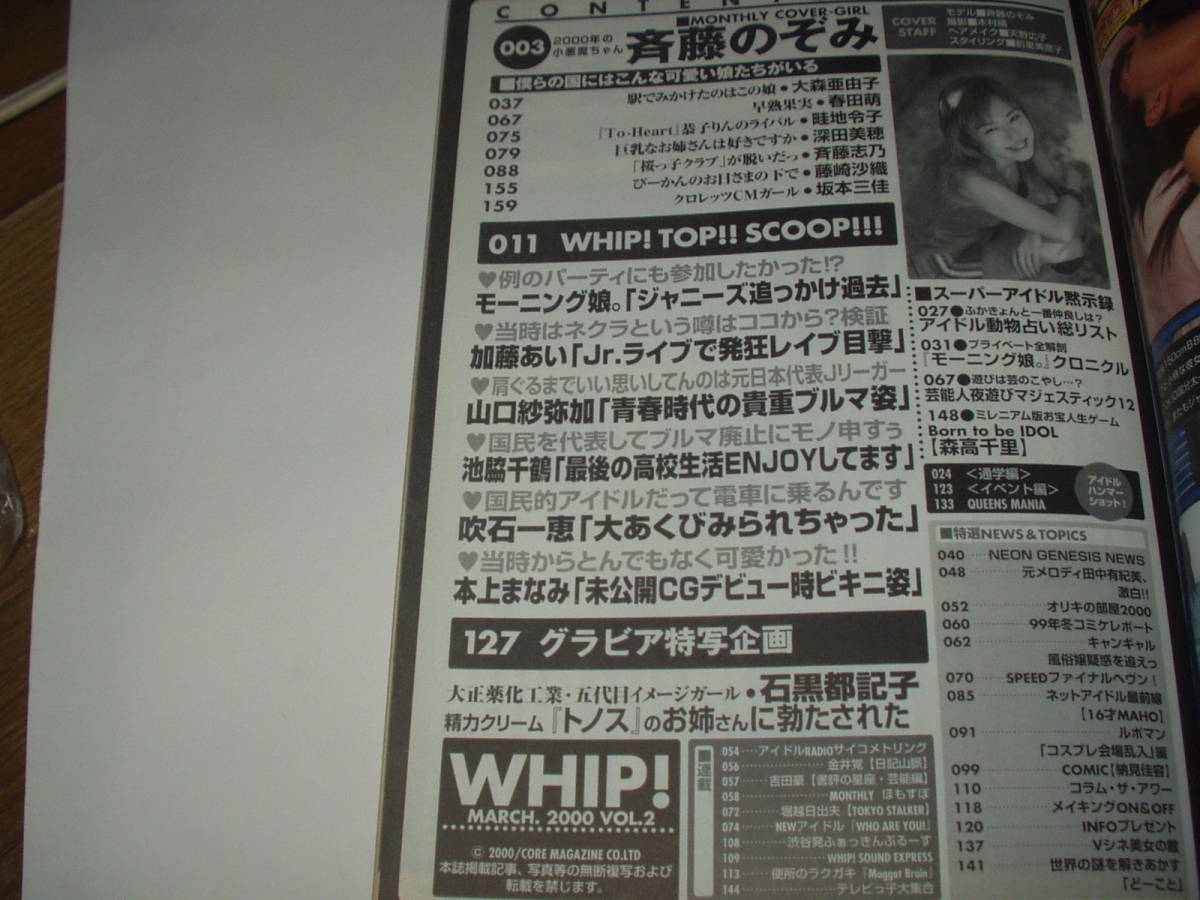 CONTEN
■MONTHLY COVER-GIRL
003 2000年の
小悪魔ちゃん 斉藤のぞみ
COVER
STAFF
モデル■斉藤のぞみ
撮影■木村晴
ヘアメイク■天野広子
スタイリング■前里美奈子
■僕らの国にはこんな可愛い娘たちがいる
037 駅でみかけたのはこの娘・大森亜由子
067 早熟果実・春田萌
075 「To-Heart」恭子りんのライバル・畦地令子
079 巨乳なお姉さんは好きですか・深田美穂
088 「桜っ子クラブ」が脱いだっ・斉藤志乃
155 ぴーかんのお日さまの下で・藤崎沙織
159 クロレッツCMガール・坂本三佳
011 WHIP! TOP!! SCOOP!!!
♥例のパーティにも参加したかった!?
モーニング娘。「ジャニーズ追っかけ過去」
♥当時はネクラという噂はココから?検証
加藤あい「Jr.ライブで発狂レイブ目撃」
♥肩ぐるまでいい思いしてんのは元日本代表Jリーガー
山口紗弥加「青春時代の貴重ブルマ姿」
♥国民を代表してブルマ廃止にモノ申すぅ
池脇千鶴「最後の高校生活ENJOYしてます」
♥国民的アイドルだって電車に乗るんです
吹石一恵「大あくびみられちゃった」
♥当時からとんでもなく可愛かった!!
本上まなみ「未公開CGデビュー時ビキニ姿」
127 グラビア特写企画
大正薬化工業・五代目イメージガール・石黒都記子
精力クリーム『トノス』のお姉さんに勃たされた
WHIP!
MARCH. 2000 VOL.2
© 2000/CORE MAGAZINE CO.LTD
本誌掲載記事、写真等の無断複写および
転載を禁じます。
■連載
054 アイドルRADIOサイコメトリング
056 金井覚【日記山脈】
057 吉田豪【書評の星座・芸能編】
058 MONTHLY ほもすぽ
072 堀越日出夫【TOKYO STALKER】
074 NEWアイドル『WHO ARE YOU!』
108 渋谷発ふぁっきんぶるーす
109 WHIP! SOUND EXPRESS
113 便所のラクガキ『Maggot Brain』
144 テレビっ子大集合
■スーパーアイドル黙示録
027●ふかきょんと一番仲良しは?
アイドル動物占い総リスト
031●プライベート全解剖
『モーニング娘。』クロニクル
067●遊びは芸のこやし…?
芸能人夜遊びマジェスティック12
148●ミレニアム版お宝人生ゲーム
Born to be IDOL
【森高千里】
024 <通学編>
123 <イベント編>
133 QUEENS MANIA
アイドル
ハンマー
ショット!
■特選NEWS & TOPICS
040 NEON GENESIS NEWS
048 元メロディ田中有紀美、
激白!!
052 オリキの部屋2000
060 99年冬コミケレポート
062 キャンギャル
風俗嬢疑惑を追えっ
070 SPEEDファイナルヘヴン!
085 ネットアイドル最前線
【16才MAHO】
091 ルポマン
「コスプレ会場乱入」編
099 COMIC【納見佳容】
110 コラム・ザ・アワー
118 メイキングON&OFF
120 INFOプレゼント
137 Vシネ美女の館
141 世界の謎を解きあかす
「どーこと」